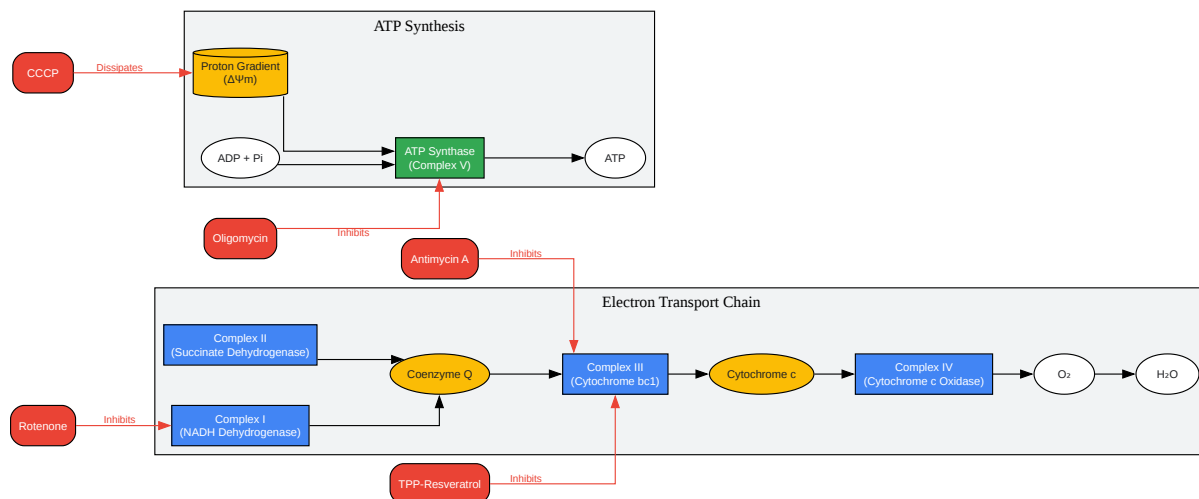 ATP Synthesis
CCCP
Dissipates
Proton Gradient
(ΔΨm)
ADP + Pi
ATP Synthase
(Complex V)
ATP
Oligomycin
Inhibits
Antimycin A
Inhibits
Electron Transport Chain
Complex II
(Succinate Dehydrogenase)
Coenzyme Q
Complex III
(Cytochrome bc1)
Cytochrome c
Complex IV
(Cytochrome c Oxidase)
O₂
H₂O
Rotenone
Inhibits
Complex I
(NADH Dehydrogenase)
TPP-Resveratrol
Inhibits